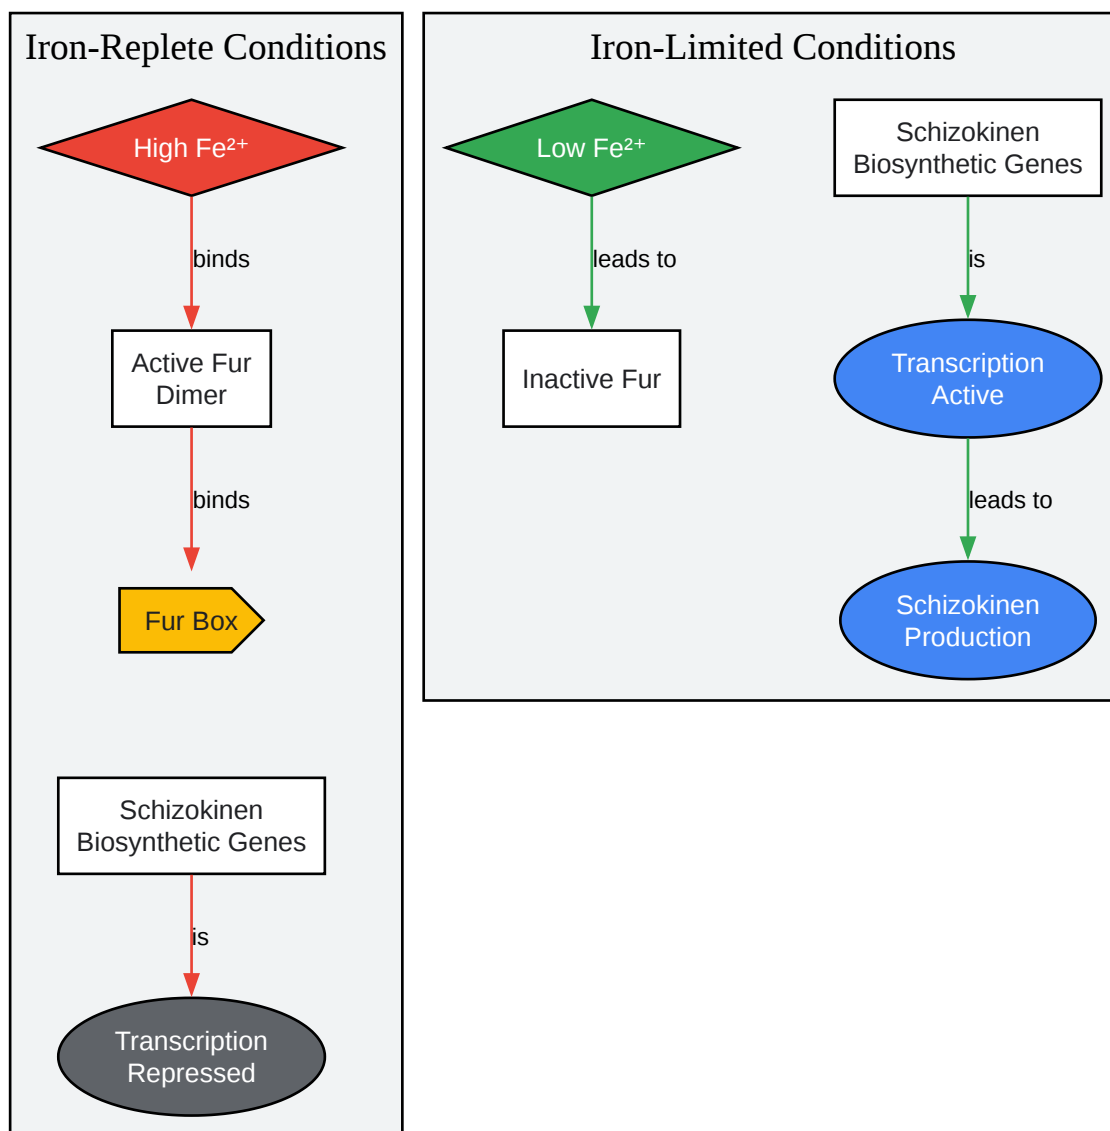 Iron-Replete Conditions
High Fe²⁺
binds
Active Fur
Dimer
binds
Fur Box
Schizokinen
Biosynthetic Genes
is
Transcription
Repressed
Iron-Limited Conditions
Low Fe²⁺
leads to
Inactive Fur
Schizokinen
Biosynthetic Genes
is
Transcription
Active
leads to
Schizokinen
Production